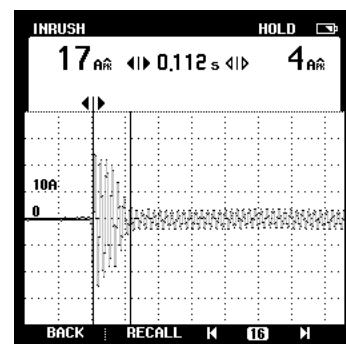 INRUSH HOLD
17 A 0.112 s 4 A
10A
0
BACK RECALL 16